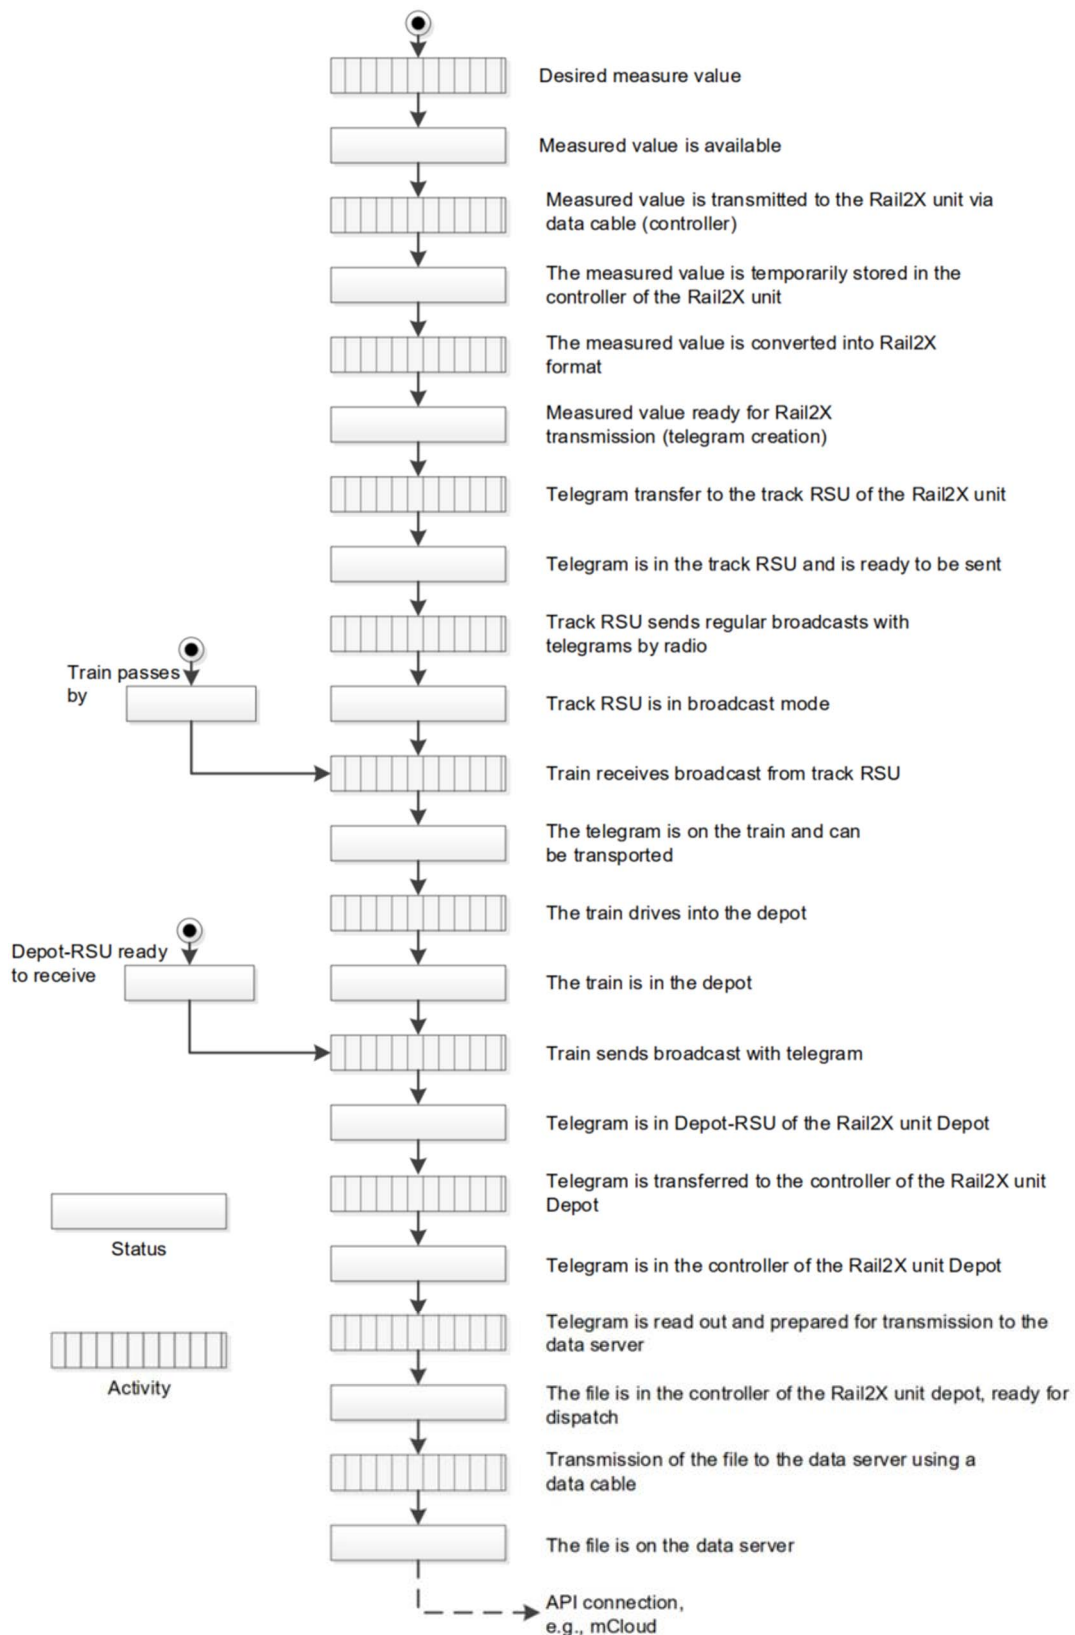 Desired measure value
Measured value is available
Measured value is transmitted to the Rail2X unit via
data cable (controller)
The measured value is temporarily stored in the
controller of the Rail2X unit
The measured value is converted into Rail2X
format
Measured value ready for Rail2X
transmission (telegram creation)
Telegram transfer to the track RSU of the Rail2X unit
Telegram is in the track RSU and is ready to be sent
Track RSU sends regular broadcasts with
telegrams by radio
Train passes
by
Track RSU is in broadcast mode
Train receives broadcast from track RSU
The telegram is on the train and can
be transported
The train drives into the depot
Depot-RSU ready
to receive
The train is in the depot
Train sends broadcast with telegram
Telegram is in Depot-RSU of the Rail2X unit Depot
Telegram is transferred to the controller of the Rail2X unit
Depot
Status
Telegram is in the controller of the Rail2X unit Depot
Telegram is read out and prepared for transmission to the
data server
Activity
The file is in the controller of the Rail2X unit depot, ready for
dispatch
Transmission of the file to the data server using a
data cable
The file is on the data server
API connection,
e.g., mCloud